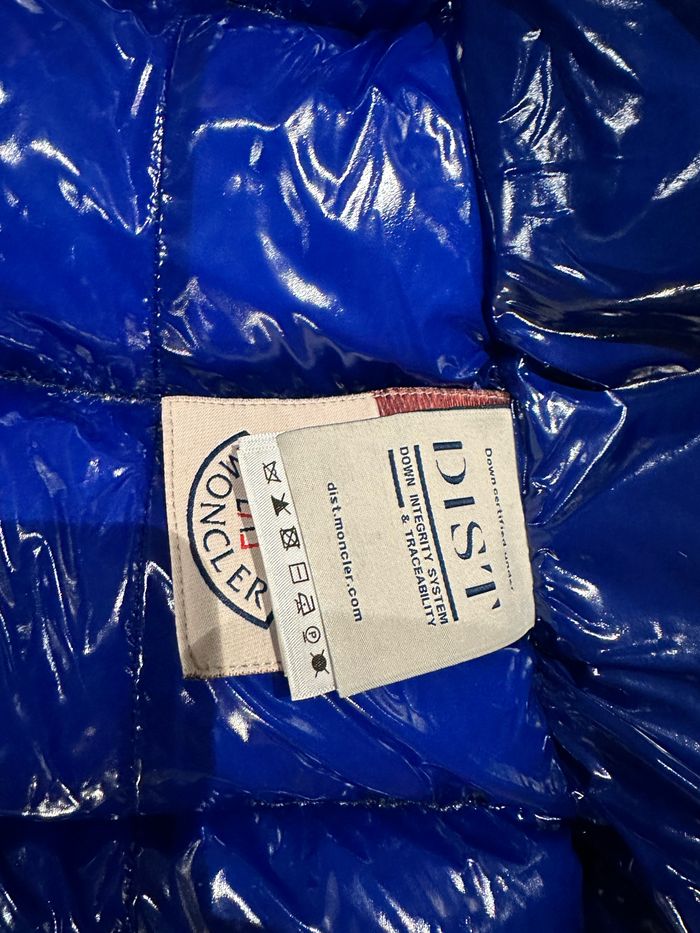 Down certified under
DIST
DOWN INTEGRITY SYSTEM
& TRACEABILITY
dist.moncler.com
MONCLER